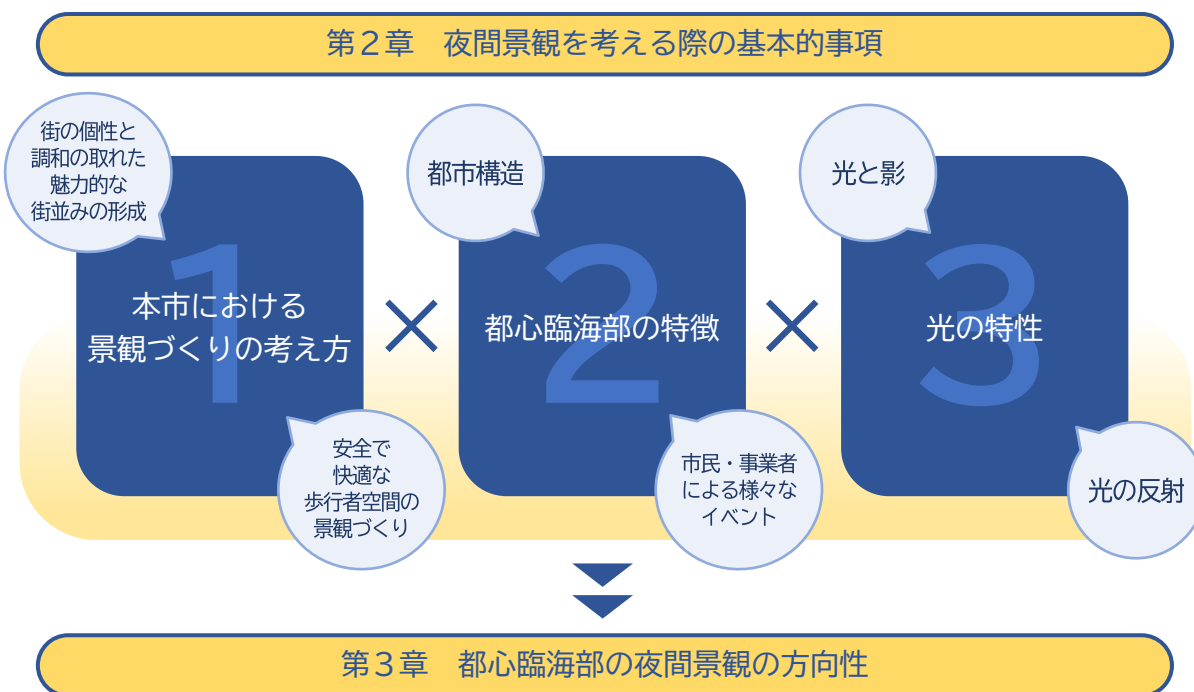 第２章　夜間景観を考える際の基本的事項
街の個性と
調和の取れた
魅力的な
街並みの形成
1
本市における
景観づくりの考え方
安全で
快適な
歩行者空間の
景観づくり
×
都市構造
2
都心臨海部の特徴
市民・事業者
による様々な
イベント
×
光と影
3
光の特性
光の反射
第３章　都心臨海部の夜間景観の方向性